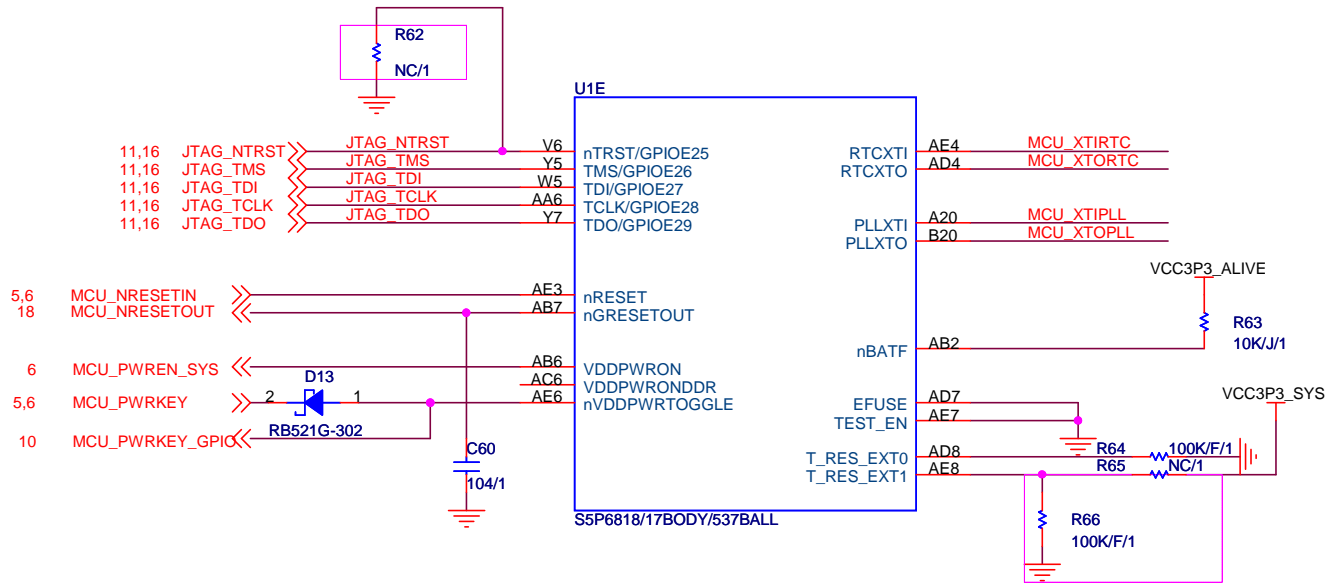 R62
NC/1
U1E
11,16 JTAG_NTRST JTAG_NTRST V6 nTRST/GPIOE25 RTCXTI AE4 MCU_XTIRTC
11,16 JTAG_TMS JTAG_TMS Y5 TMS/GPIOE26 RTCXTO AD4 MCU_XTORTC
11,16 JTAG_TDI JTAG_TDI W5 TDI/GPIOE27
11,16 JTAG_TCLK JTAG_TCLK AA6 TCLK/GPIOE28 PLLXTI A20 MCU_XTIPLL
11,16 JTAG_TDO JTAG_TDO Y7 TDO/GPIOE29 PLLXTO B20 MCU_XTOPLL
VCC3P3_ALIVE
5,6 MCU_NRESETIN AE3 nRESET
18 MCU_NRESETOUT AB7 nGRESETOUT
R63
10K/J/1
nBATF AB2
6 MCU_PWREN_SYS AB6 VDDPWRON
D13 AC6 VDDPWRONDDR
VCC3P3_SYS
5,6 MCU_PWRKEY 2 1 AE6 nVDDPWRTOGGLE EFUSE AD7
RB521G-302 TEST_EN AE7
10 MCU_PWRKEY_GPIO
C60
104/1
T_RES_EXT0 AD8 R64 100K/F/1
T_RES_EXT1 AE8 R65 NC/1
R66
100K/F/1
S5P6818/17BODY/537BALL